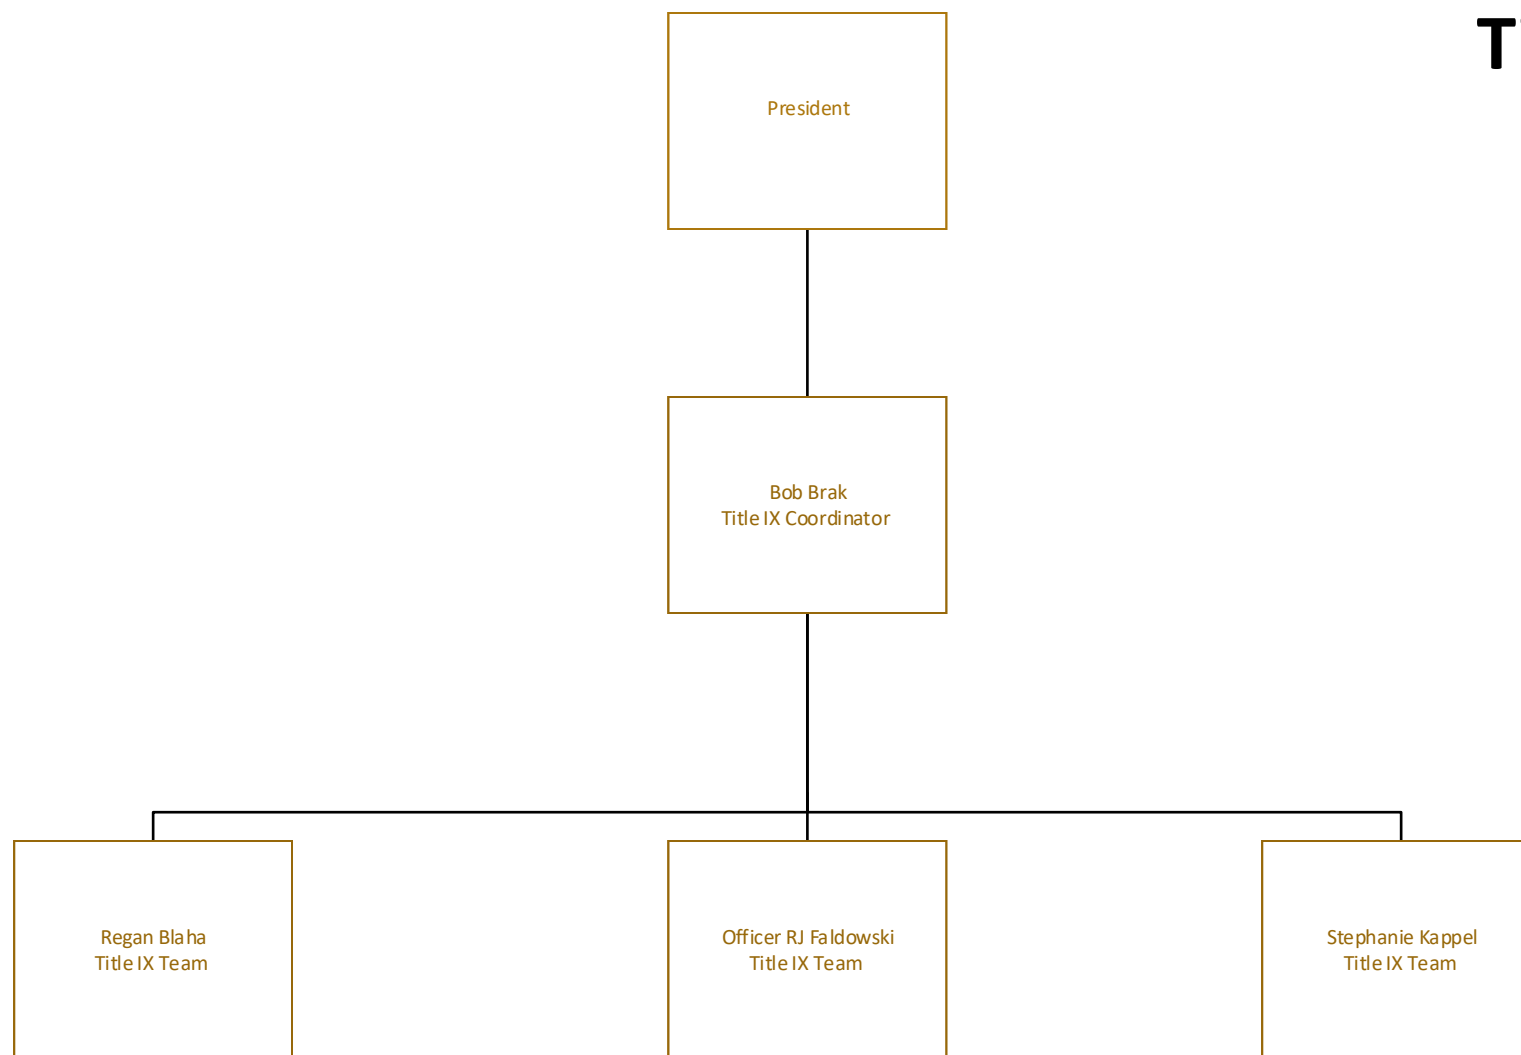 President
Bob Brak
Title IX Coordinator
Regan Blaha
Title IX Team
Officer RJ Faldowski
Title IX Team
Stephanie Kappel
Title IX Team